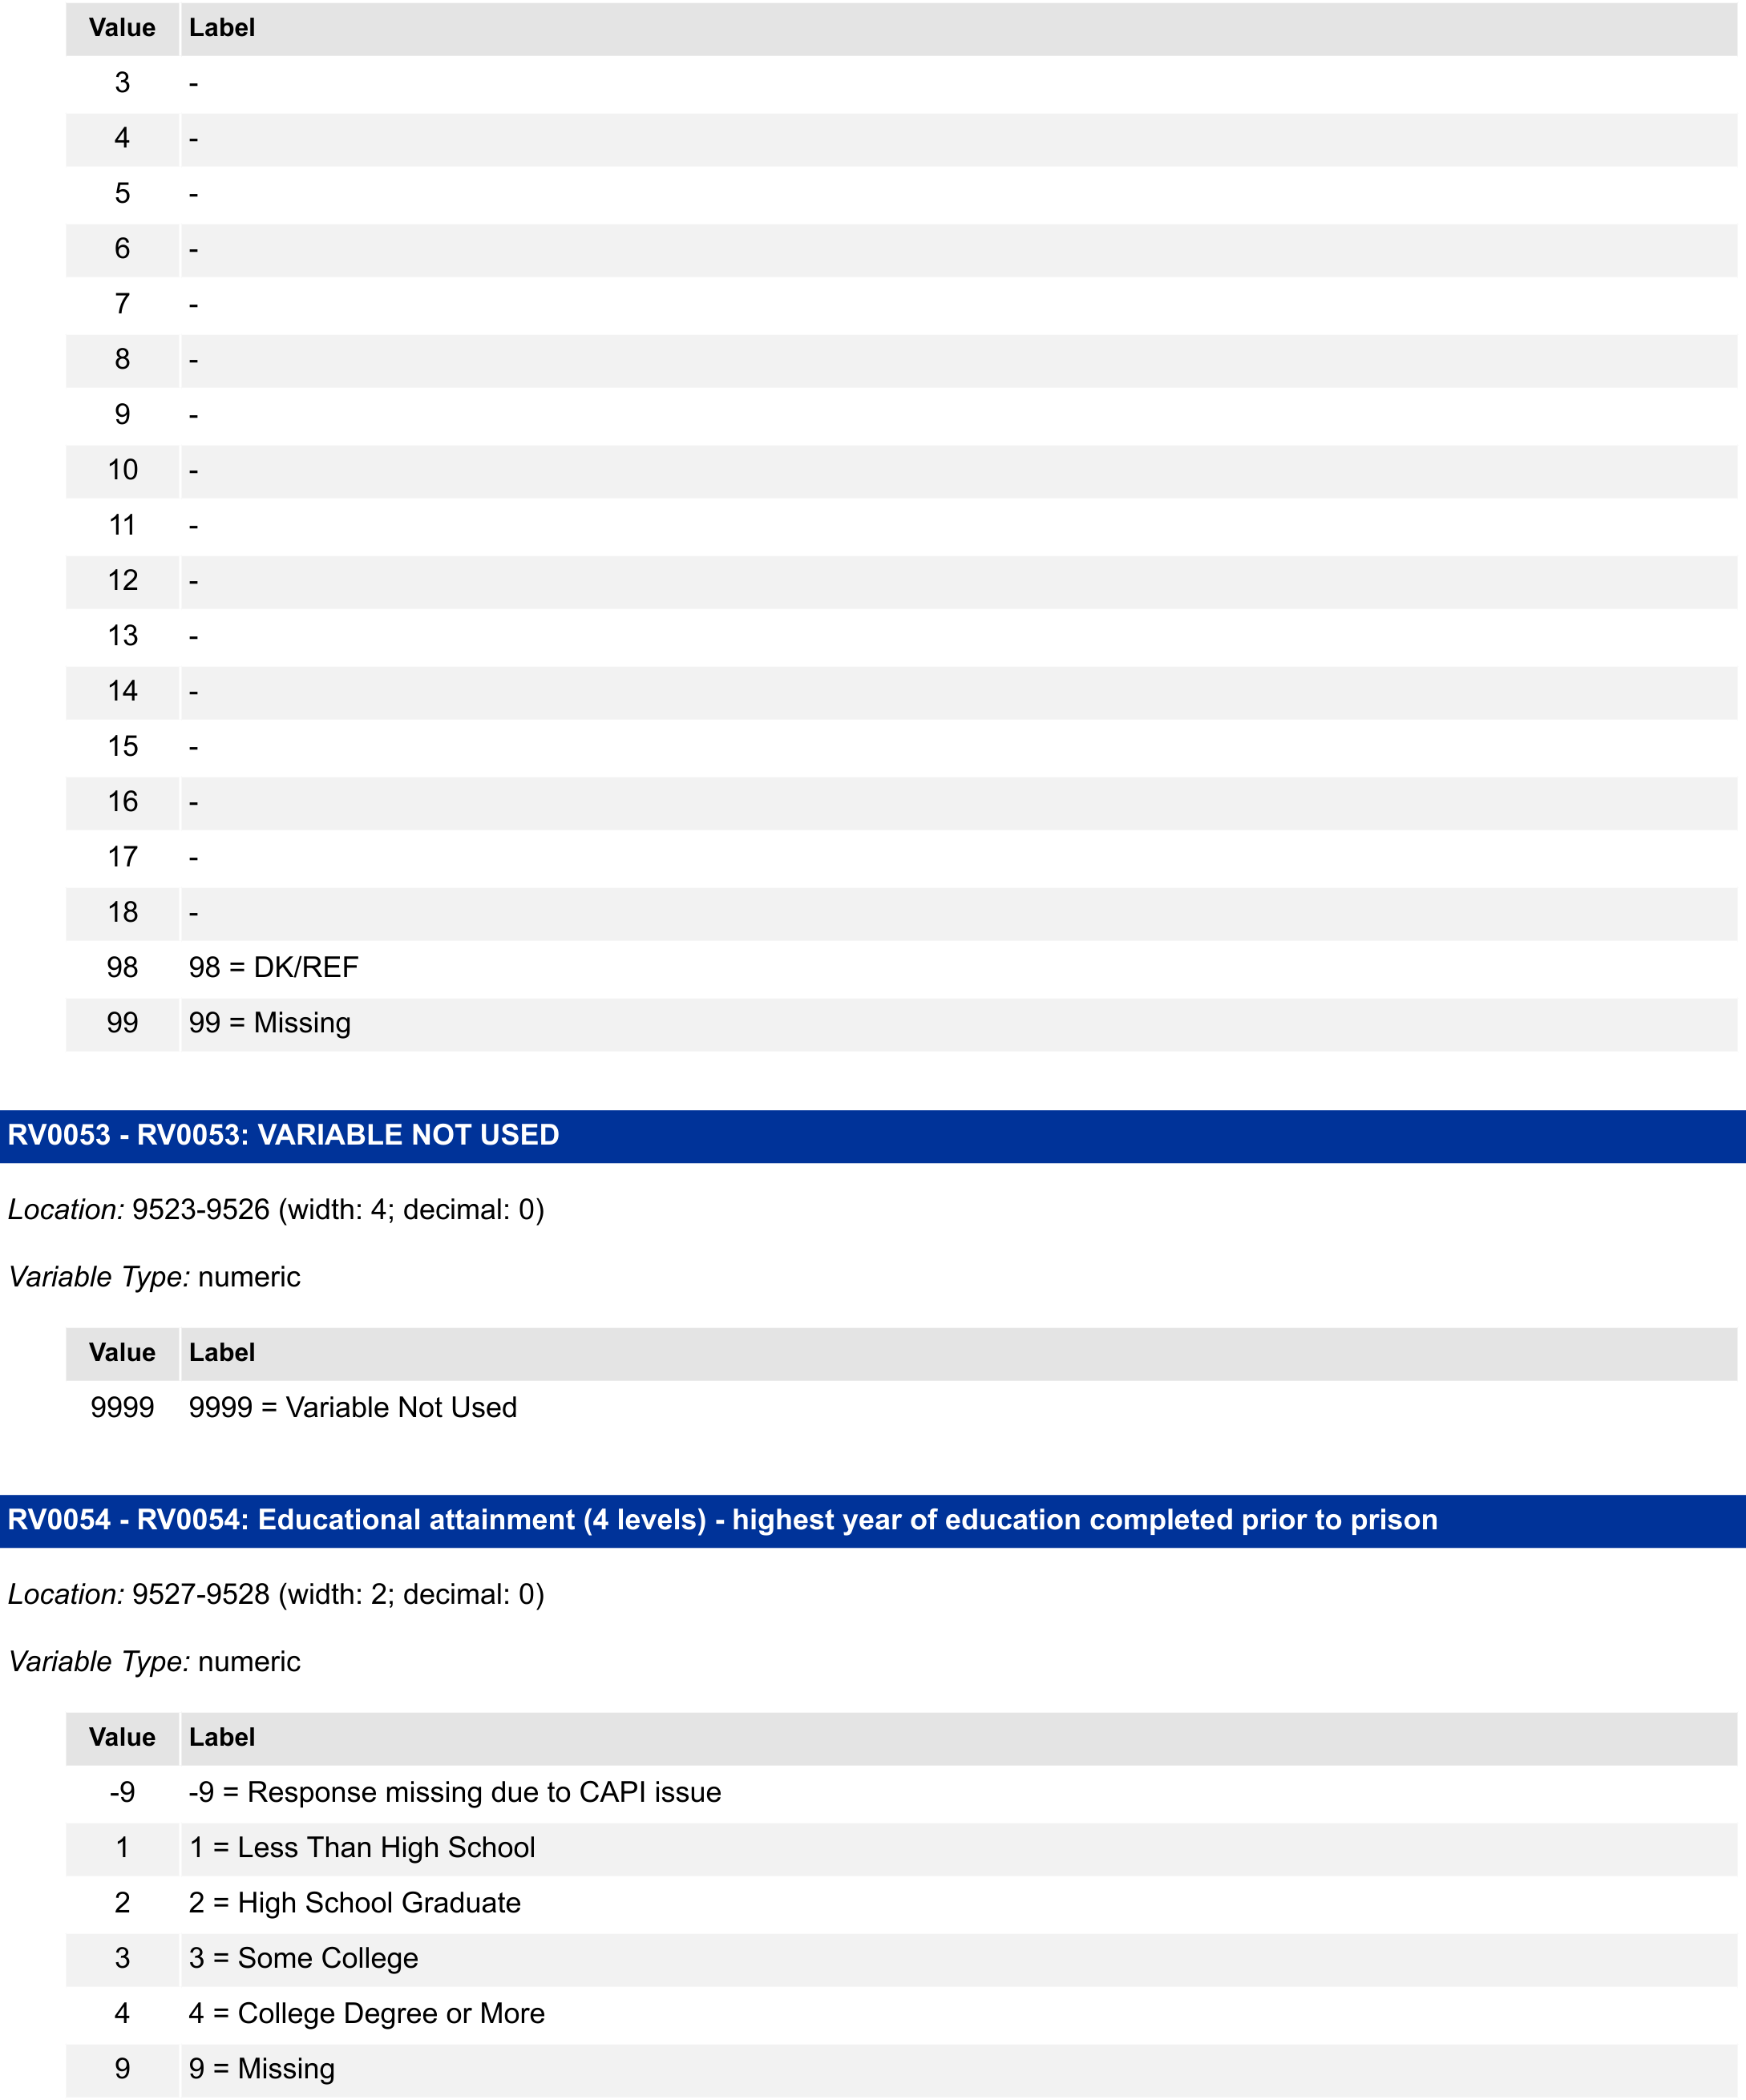 Value Label
3 -
4 -
5 -
6 -
7 -
8 -
9 -
10 -
11 -
12 -
13 -
14 -
15 -
16 -
17 -
18 -
98 98 = DK/REF
99 99 = Missing
RV0053 - RV0053: VARIABLE NOT USED
Location: 9523-9526 (width: 4; decimal: 0)
Variable Type: numeric
Value Label
9999 9999 = Variable Not Used
RV0054 - RV0054: Educational attainment (4 levels) - highest year of education completed prior to prison
Location: 9527-9528 (width: 2; decimal: 0)
Variable Type: numeric
Value Label
-9 -9 = Response missing due to CAPI issue
1 1 = Less Than High School
2 2 = High School Graduate
3 3 = Some College
4 4 = College Degree or More
9 9 = Missing